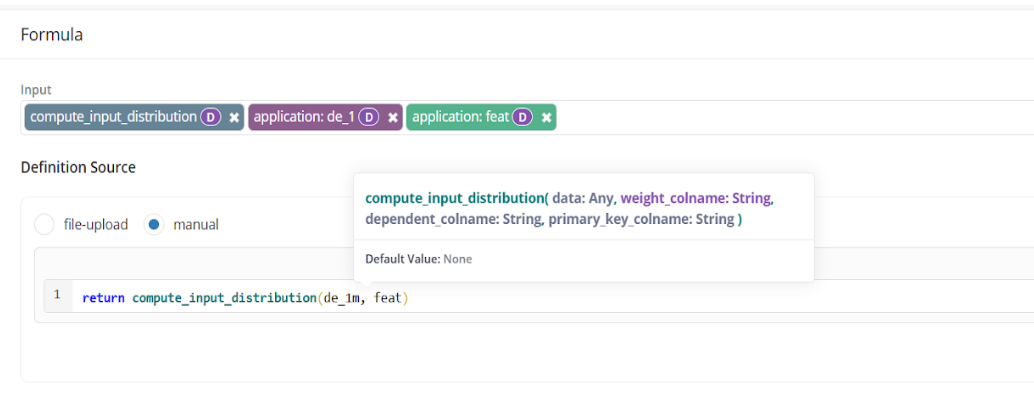 Formula
Input
compute_input_distribution D × application: de_1 D × application: feat D ×
Definition Source
compute_input_distribution( data: Any, weight_colname: String,
dependent_colname: String, primary_key_colname: String )
file-upload manual
Default Value: None
1 return compute_input_distribution(de_1m, feat)